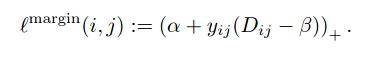 ℓ^margin(i, j) := (α + y_ij(D_ij − β))_+ .